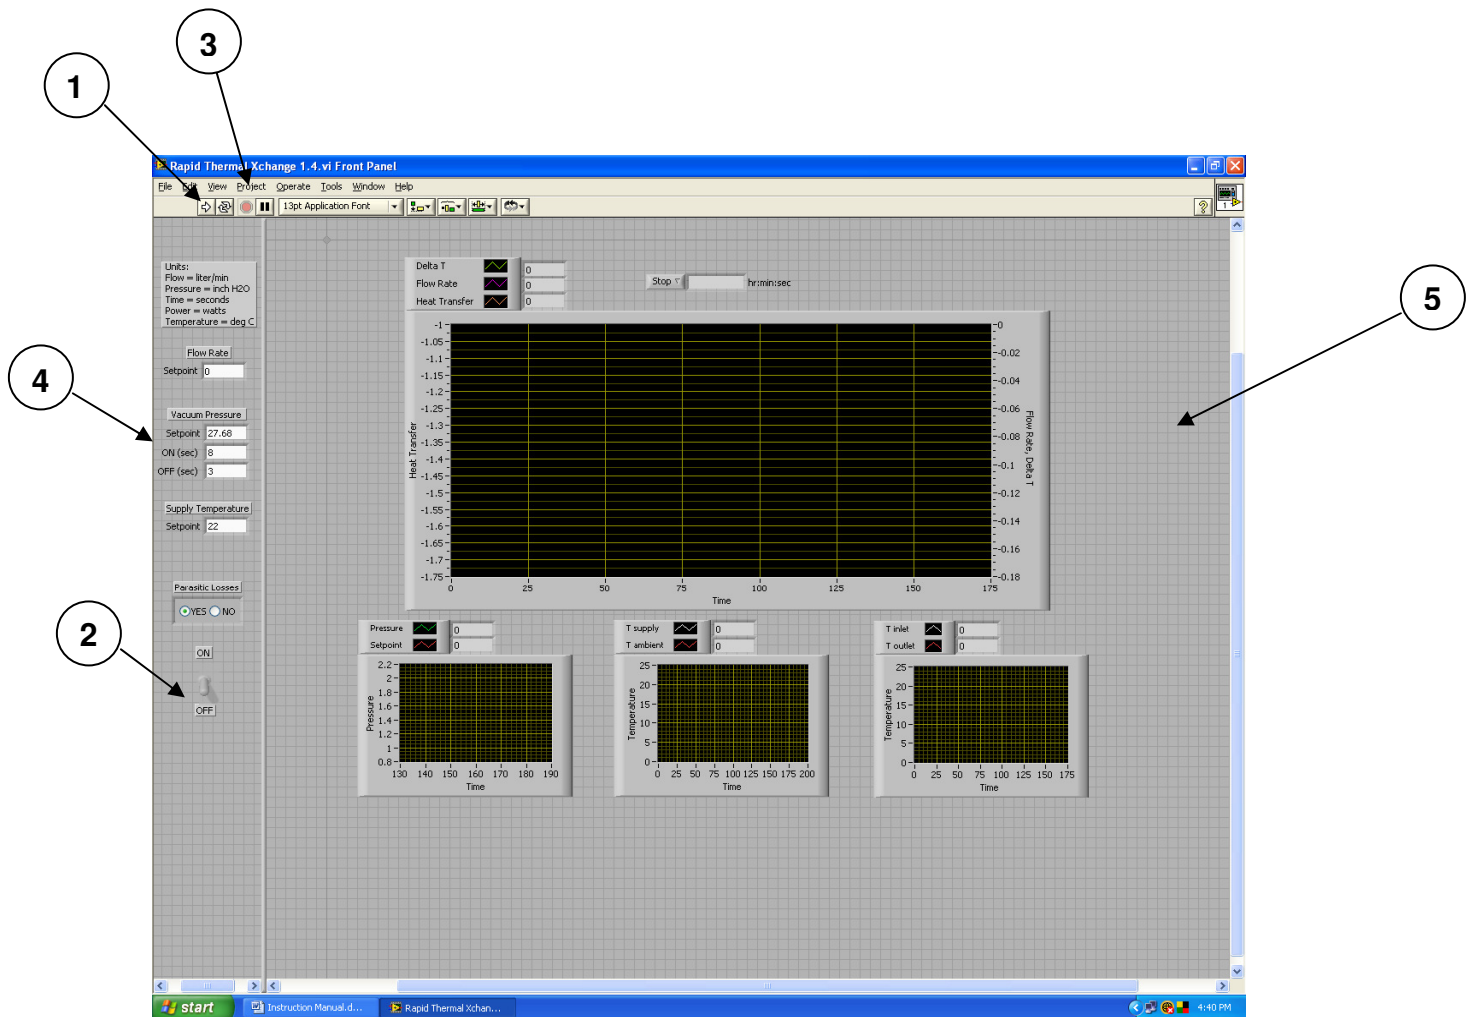 3
1
Rapid Thermal Xchange 1.4.vi Front Panel
File Edit View Project Operate Tools Window Help
13pt Application Font
?
1
Units:
Flow = liter/min
Pressure = inch H2O
Time = seconds
Power = watts
Temperature = deg C
Flow Rate
Setpoint 0
4
Vacuum Pressure
Setpoint 27.68
ON (sec) 8
OFF (sec) 3
Supply Temperature
Setpoint 22
Parasitic Losses
YES NO
2
ON
OFF
Delta T 0
Flow Rate 0
Heat Transfer 0
Stop hr:min:sec
5
Heat Transfer
-1
-1.05
-1.1
-1.15
-1.2
-1.25
-1.3
-1.35
-1.4
-1.45
-1.5
-1.55
-1.6
-1.65
-1.7
-1.75
0 25 50 75 100 125 150 175
Time
-0
-0.02
-0.04
-0.06
-0.08
-0.1
-0.12
-0.14
-0.16
-0.18
Flow Rate, Delta T
Pressure 0
Setpoint 0
Pressure
2.2
2
1.8
1.6
1.4
1.2
1
0.8
130 140 150 160 170 180 190
Time
T supply 0
T ambient 0
Temperature
25
20
15
10
5
0
0 25 50 75 100 125 150 175 200
Time
T inlet 0
T outlet 0
Temperature
25
20
15
10
5
0
0 25 50 75 100 125 150 175
Time
start
Instruction Manual.d...
Rapid Thermal Xchan...
4:40 PM